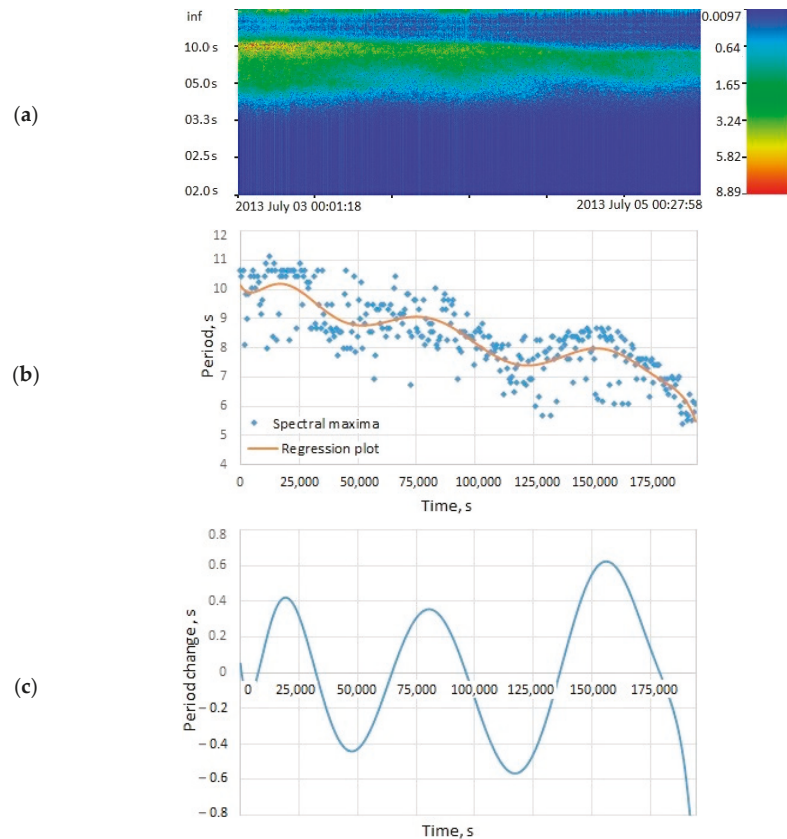 (a)
inf
10.0 s
05.0 s
03.3 s
02.5 s
02.0 s
2013 July 03 00:01:18
2013 July 05 00:27:58
0.0097
0.64
1.65
3.24
5.82
8.89
(b)
Period, s
12
11
10
9
8
7
6
5
4
Spectral maxima
Regression plot
0 25,000 50,000 75,000 100,000 125,000 150,000 175,000
Time, s
(c)
Period change, s
0.8
0.6
0.4
0.2
0
− 0.2
− 0.4
− 0.6
− 0.8
0 25,000 50,000 75,000 100,000 125,000 150,000 175,000
Time, s